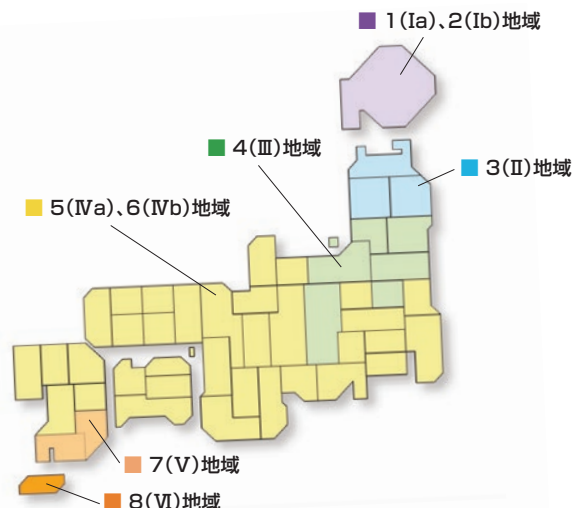 ■ 1(Ⅰa)、2(Ⅰb)地域
■ 4(Ⅲ)地域
■ 3(Ⅱ)地域
■ 5(Ⅳa)、6(Ⅳb)地域
■ 7(Ⅴ)地域
■ 8(Ⅵ)地域